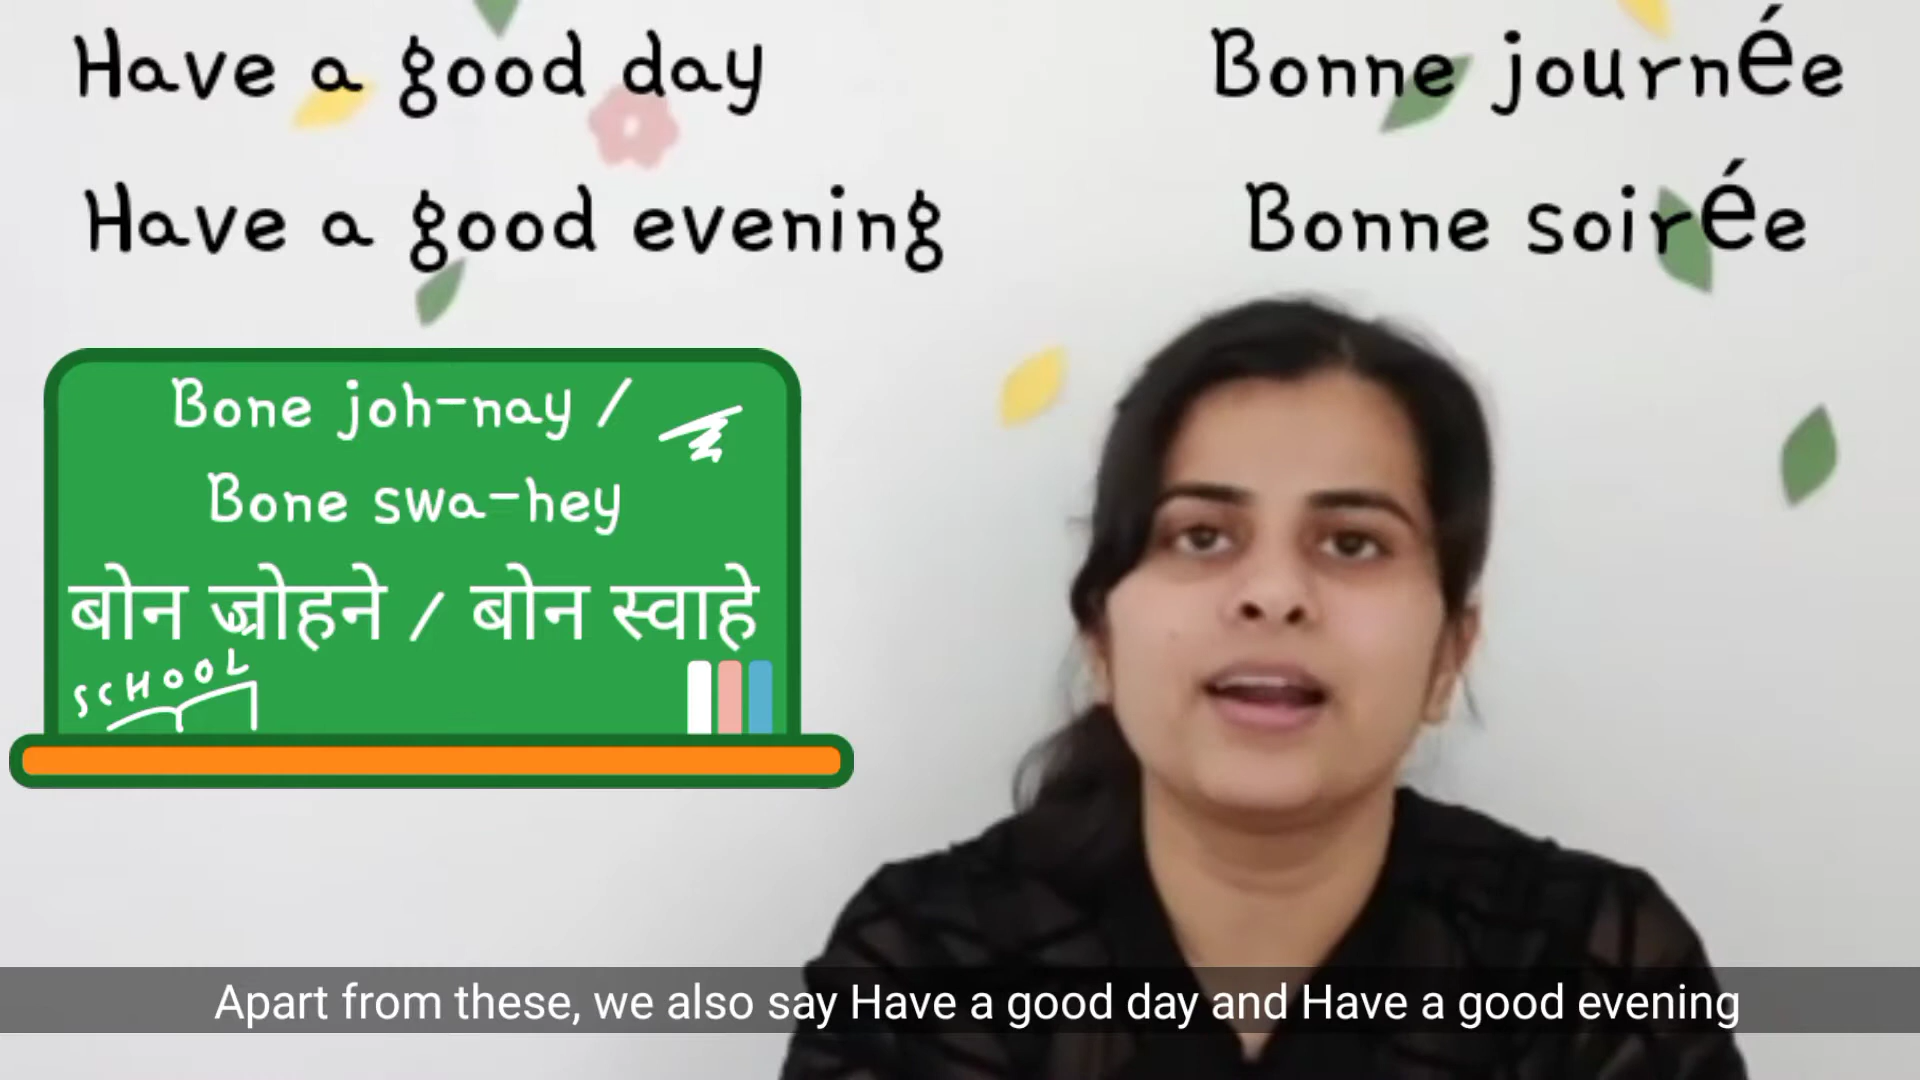 Have a good day
Bonne journée
Have a good evening
Bonne soirée
Bone joh-nay /
Bone swa-hey
बोन ज्जोहने / बोन स्वाहे
SCHOOL
Apart from these, we also say Have a good day and Have a good evening